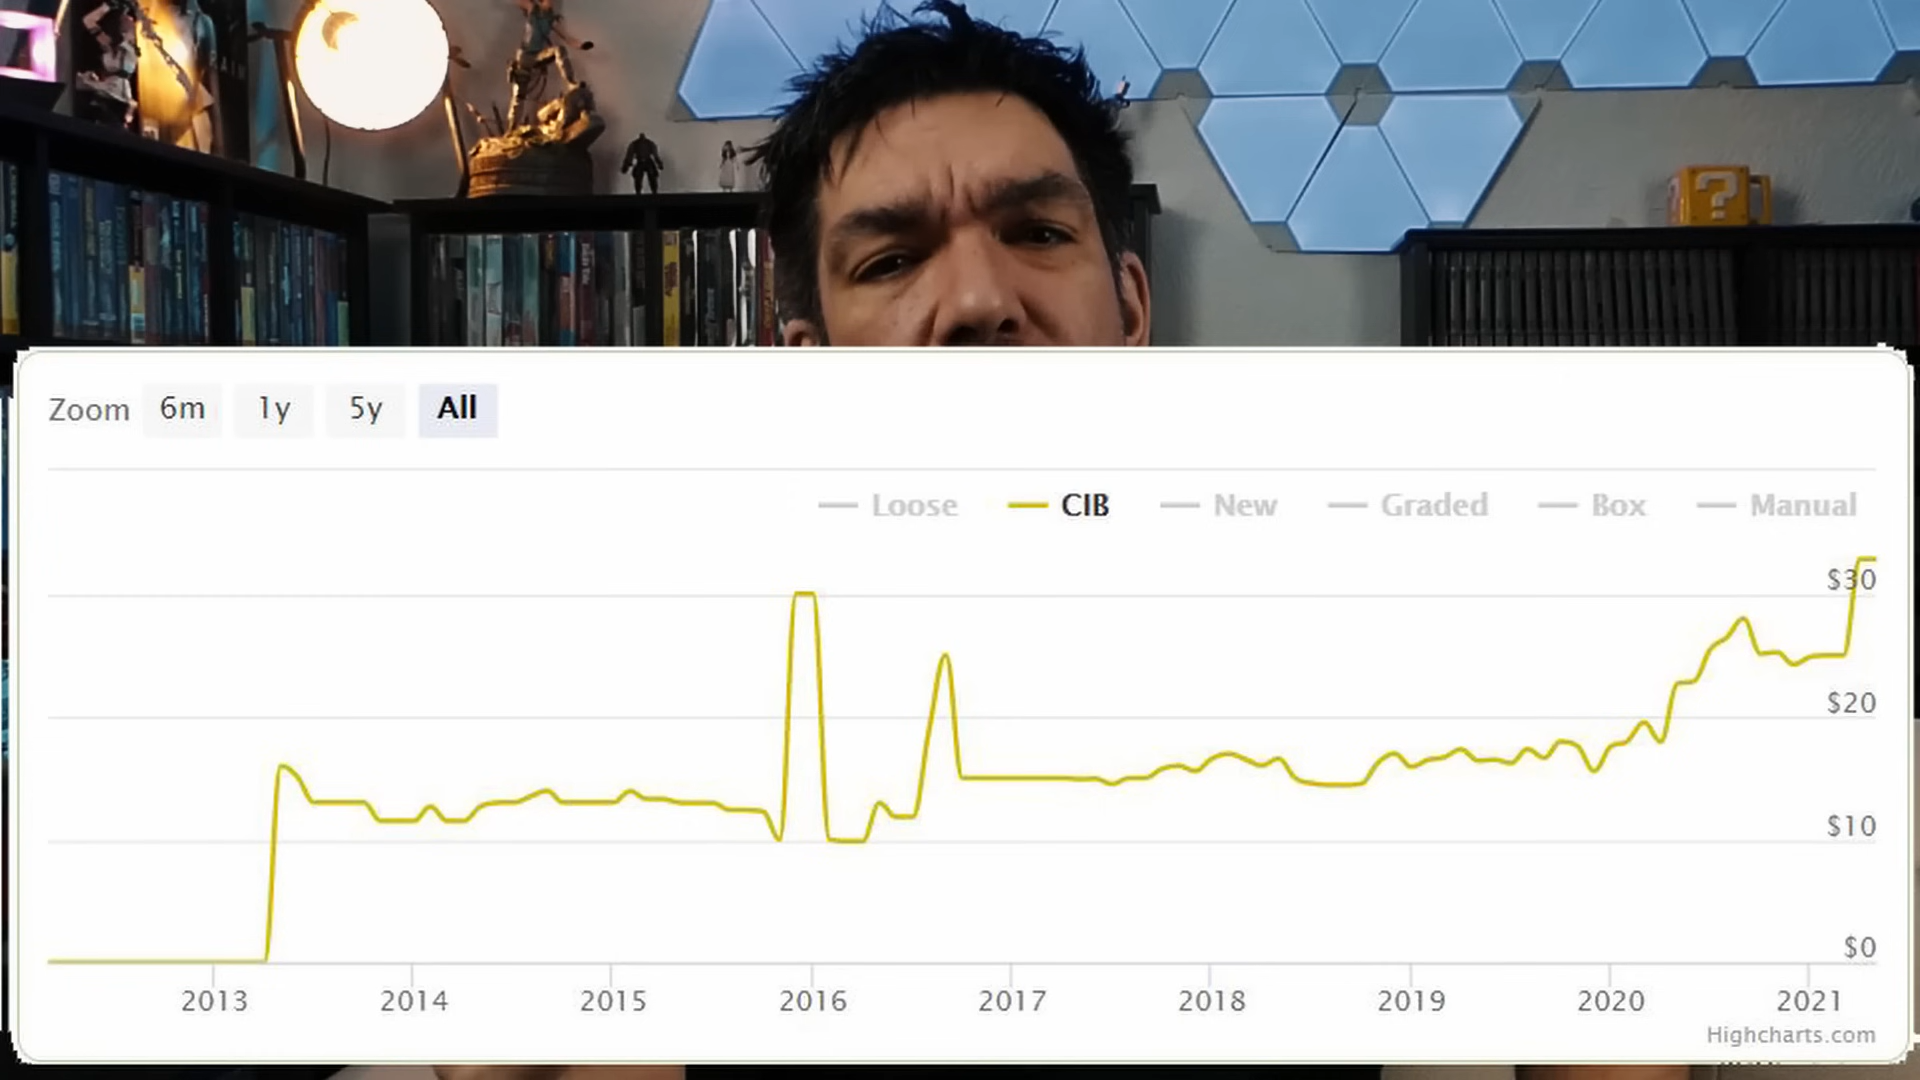 RAIN
?
Zoom 6m 1y 5y All
Loose CIB New Graded Box Manual
$30
$20
$10
$0
2013 2014 2015 2016 2017 2018 2019 2020 2021
Highcharts.com